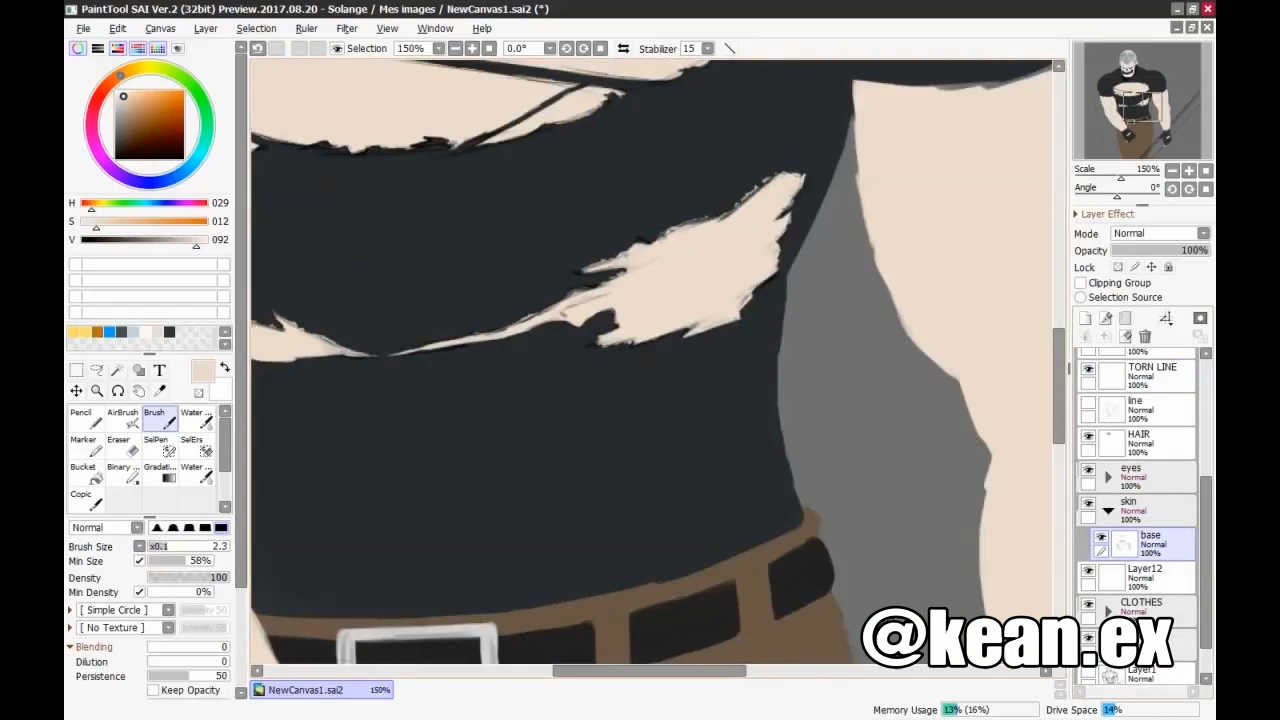 PaintTool SAI Ver.2 (32bit) Preview.2017.08.20 - Solange / Mes images / NewCanvas1.sai2 (*)
File Edit Canvas Layer Selection Ruler Filter View Window Help
Selection 150% 0.0° Stabilizer 15
H 029
S 012
V 092
T
Pencil AirBrush Brush Water
Marker Eraser SelPen SelErs
Bucket Binary ... Gradati... Water
Copic
Normal
Brush Size x0.1 2.3
Min Size 58%
Density 100
Min Density 0%
[ Simple Circle ]
[ No Texture ]
Blending 0
Dilution 0
Persistence 50
Keep Opacity
Scale 150%
Angle 0°
Layer Effect
Mode Normal
Opacity 100%
Lock
Clipping Group
Selection Source
100%
TORN LINE
Normal
100%
line
Normal
100%
HAIR
Normal
100%
eyes
Normal
100%
skin
Normal
100%
base
Normal
100%
Layer12
Normal
100%
CLOTHES
Normal
Layer1
Normal
@kean.ex
NewCanvas1.sai2 150%
Memory Usage 13% (16%) Drive Space 14%